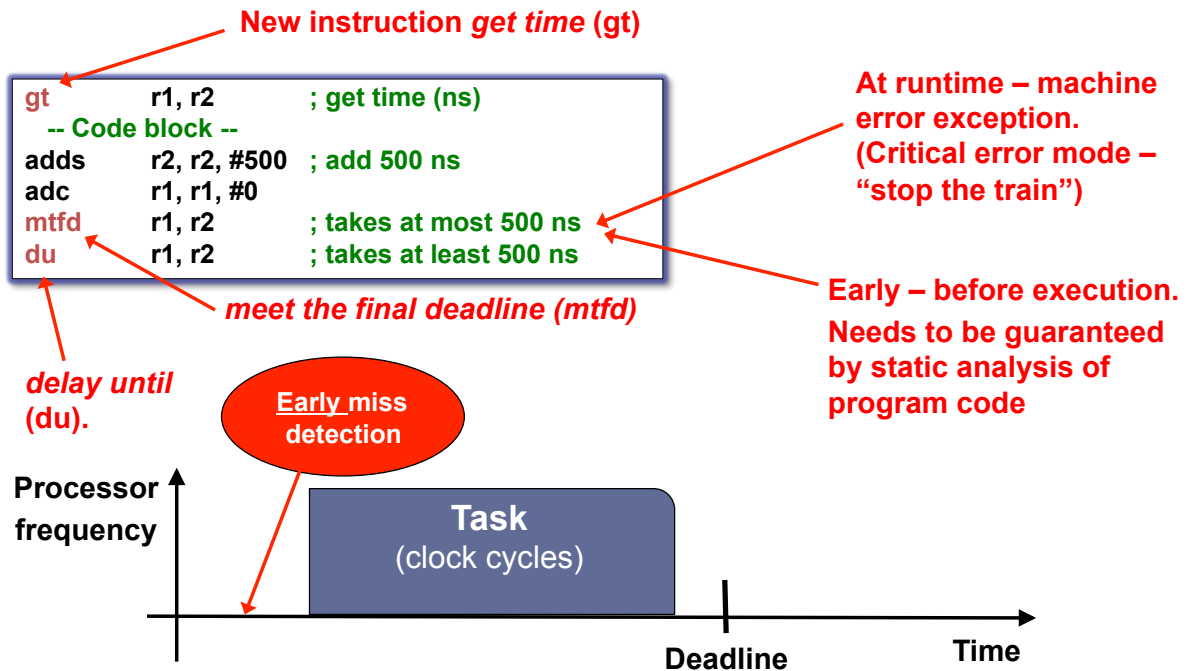 New instruction get time (gt)
gt r1, r2 ; get time (ns)
-- Code block --
adds r2, r2, #500 ; add 500 ns
adc r1, r1, #0
mtfd r1, r2 ; takes at most 500 ns
du r1, r2 ; takes at least 500 ns
At runtime – machine
error exception.
(Critical error mode –
“stop the train”)
meet the final deadline (mtfd)
Early – before execution.
Needs to be guaranteed
by static analysis of
program code
delay until
(du).
Early miss
detection
Processor
frequency
Task
(clock cycles)
Deadline
Time